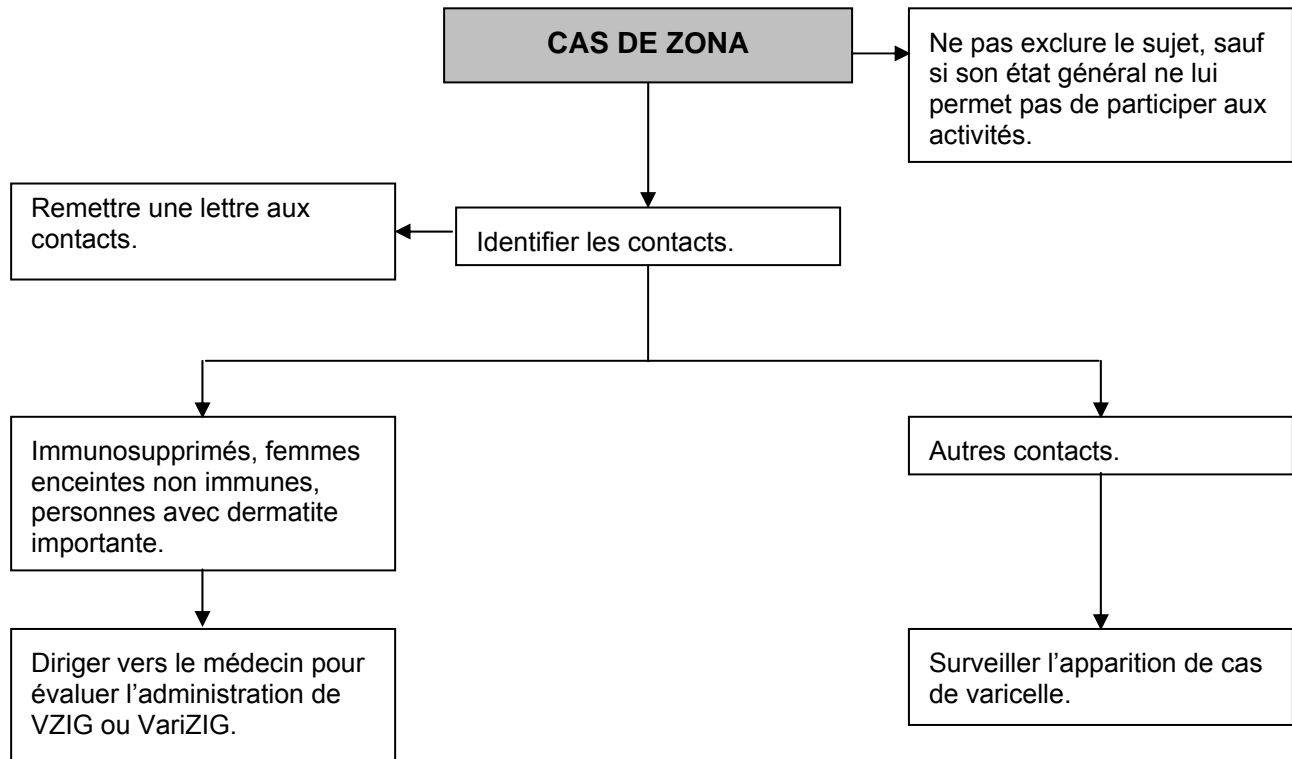 CAS DE ZONA
Ne pas exclure le sujet, sauf
si son état général ne lui
permet pas de participer aux
activités.
Remettre une lettre aux
contacts.
Identifier les contacts.
Immunosupprimés, femmes
enceintes non immunes,
personnes avec dermatite
importante.
Autres contacts.
Diriger vers le médecin pour
évaluer l’administration de
VZIG ou VariZIG.
Surveiller l’apparition de cas
de varicelle.